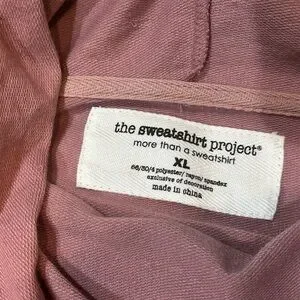 the sweatshirt project®
more than a sweatshirt
XL
66/30/4 polyester/ rayon/ spandex
exclusive of decoration
made in china